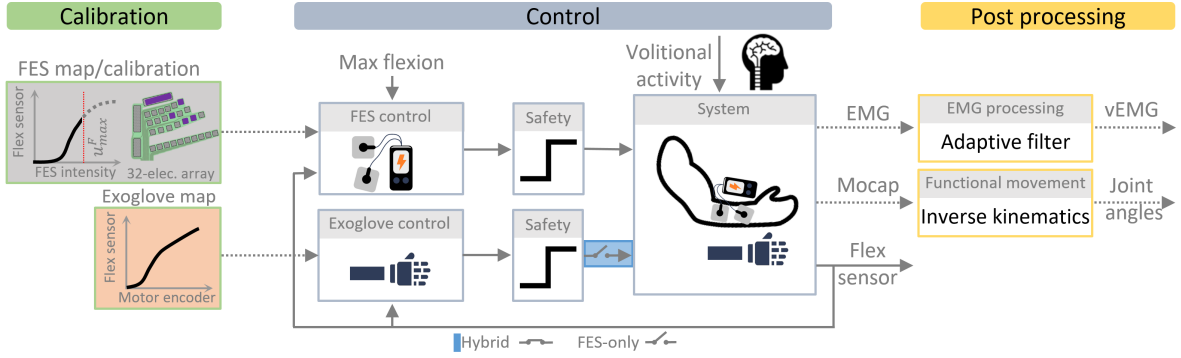 Calibration
Control
Post processing
FES map/calibration
Flex sensor
u^F_max
FES intensity
32-elec. array
Exoglove map
Flex sensor
Motor encoder
Max flexion
FES control
Safety
Exoglove control
Safety
Volitional
activity
System
EMG
Mocap
Flex
sensor
EMG processing
Adaptive filter
vEMG
Functional movement
Inverse kinematics
Joint
angles
Hybrid
FES-only